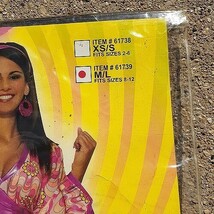 ITEM # 61738
XS/S
FITS SIZES 2-6
ITEM # 61739
M/L
FITS SIZES 8-12